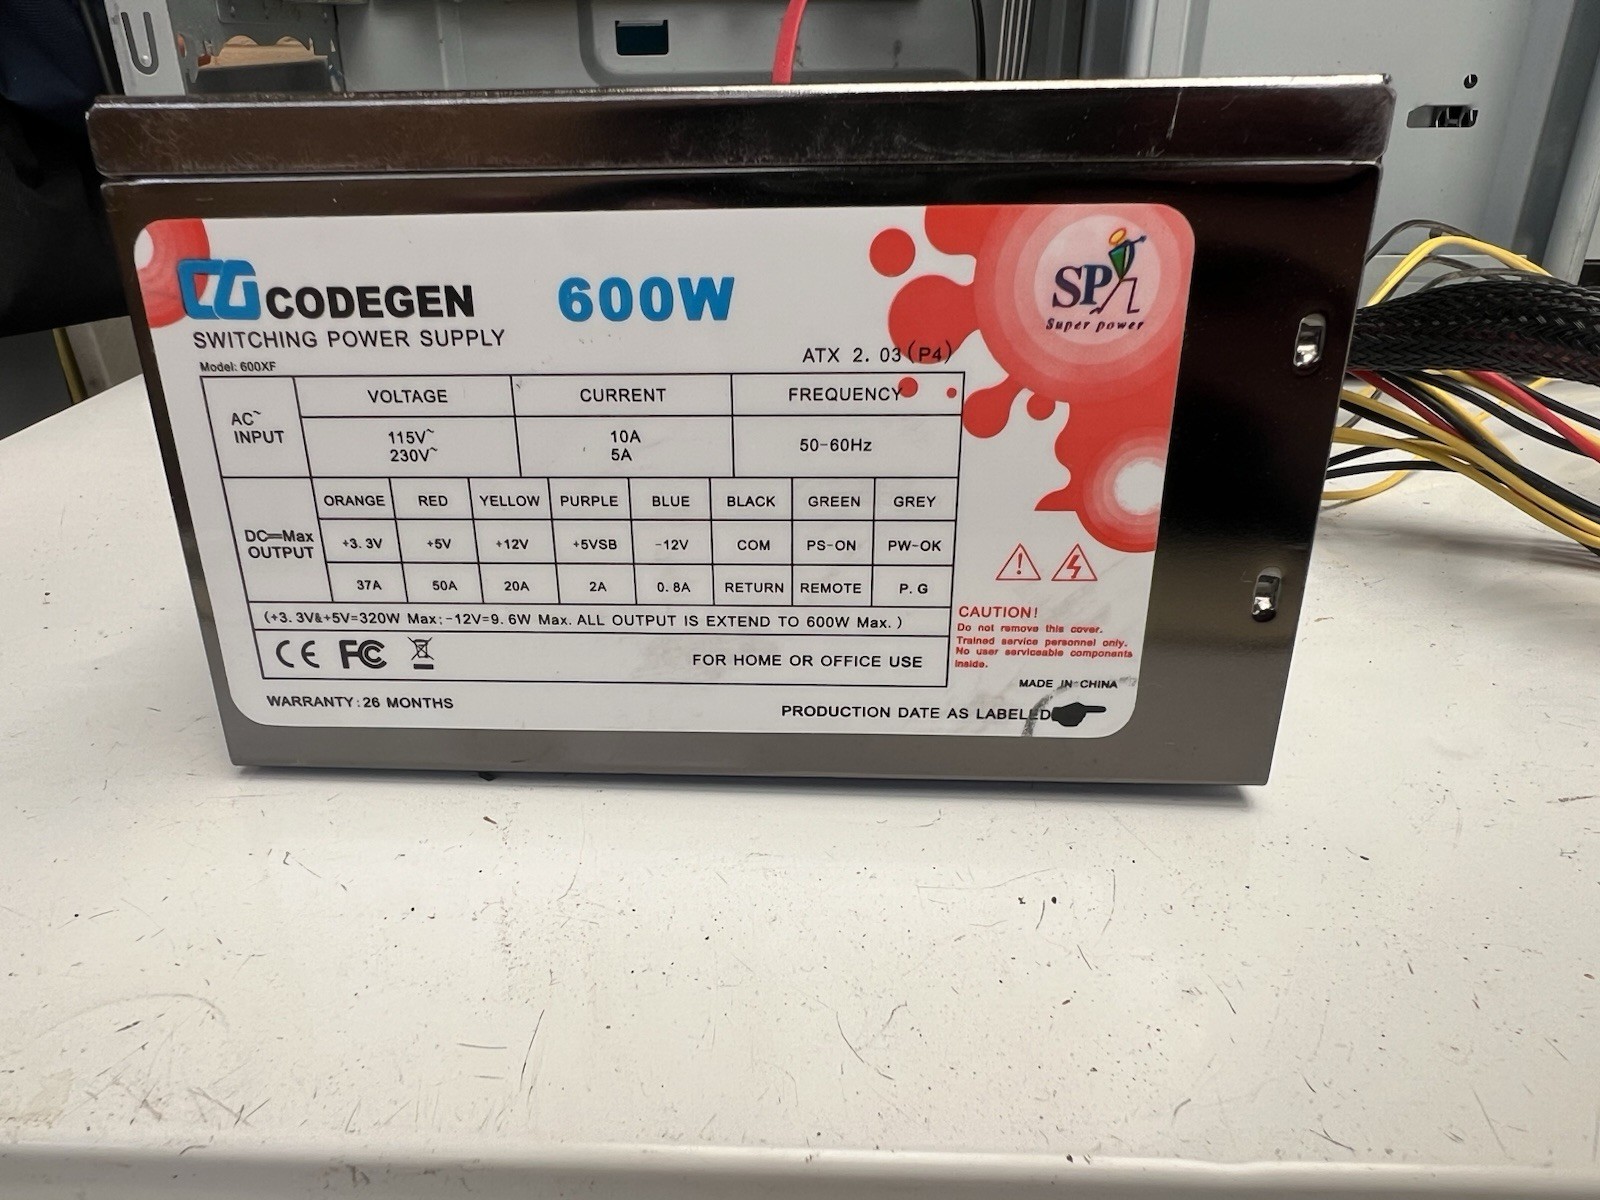 CG CODEGEN
600W
SWITCHING POWER SUPPLY
SP
Super power
Model: 600XF
ATX 2. 03(P4)
AC~ INPUT
VOLTAGE CURRENT FREQUENCY
115V~ 10A 50-60Hz
230V~ 5A
DC=Max OUTPUT
ORANGE RED YELLOW PURPLE BLUE BLACK GREEN GREY
+3. 3V +5V +12V +5VSB -12V COM PS-ON PW-OK
37A 50A 20A 2A 0. 8A RETURN REMOTE P. G
(+3. 3V&+5V=320W Max;-12V=9. 6W Max. ALL OUTPUT IS EXTEND TO 600W Max. )
CE FC
FOR HOME OR OFFICE USE
CAUTION!
Do not remove this cover.
Trained service personnel only.
No user serviceable components
inside.
MADE IN CHINA
WARRANTY: 26 MONTHS
PRODUCTION DATE AS LABELED